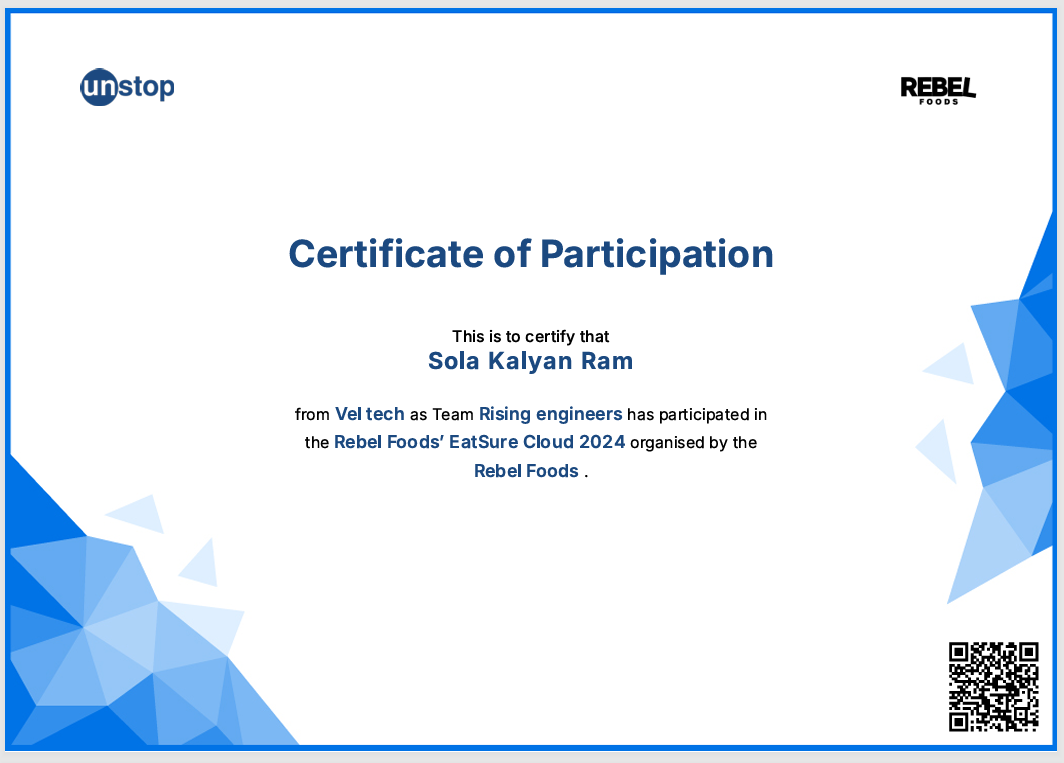 unstop
REBEL
FOODS
Certificate of Participation
This is to certify that
Sola Kalyan Ram
from Vel tech as Team Rising engineers has participated in
the Rebel Foods’ EatSure Cloud 2024 organised by the
Rebel Foods .